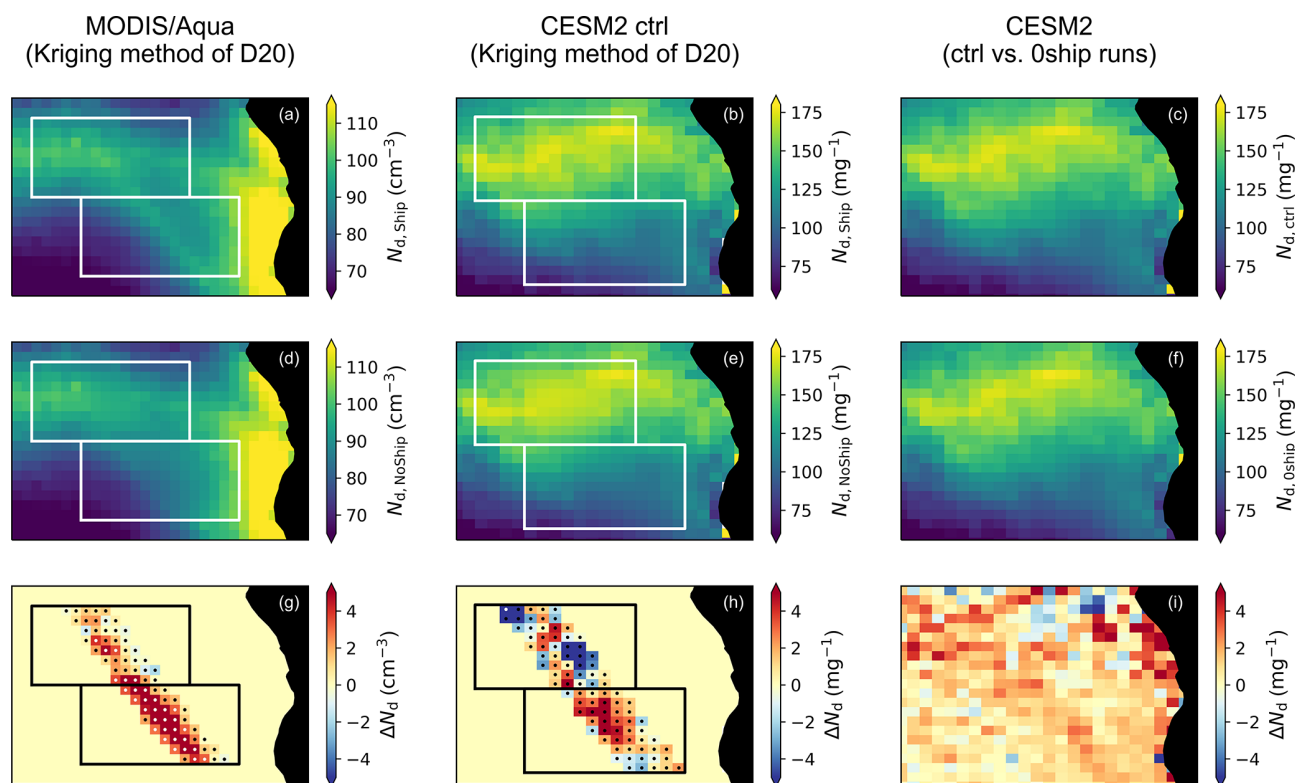 MODIS/Aqua
(Kriging method of D20)
CESM2 ctrl
(Kriging method of D20)
CESM2
(ctrl vs. 0ship runs)
(a)
110
100
90
80
70
N_d, Ship (cm⁻³)
(b)
175
150
125
100
75
N_d, Ship (mg⁻¹)
(c)
175
150
125
100
75
N_d, ctrl (mg⁻¹)
(d)
110
100
90
80
70
N_d, NoShip (cm⁻³)
(e)
175
150
125
100
75
N_d, NoShip (mg⁻¹)
(f)
175
150
125
100
75
N_d, 0ship (mg⁻¹)
(g)
4
2
0
−2
−4
ΔN_d (cm⁻³)
(h)
4
2
0
−2
−4
ΔN_d (mg⁻¹)
(i)
4
2
0
−2
−4
ΔN_d (mg⁻¹)